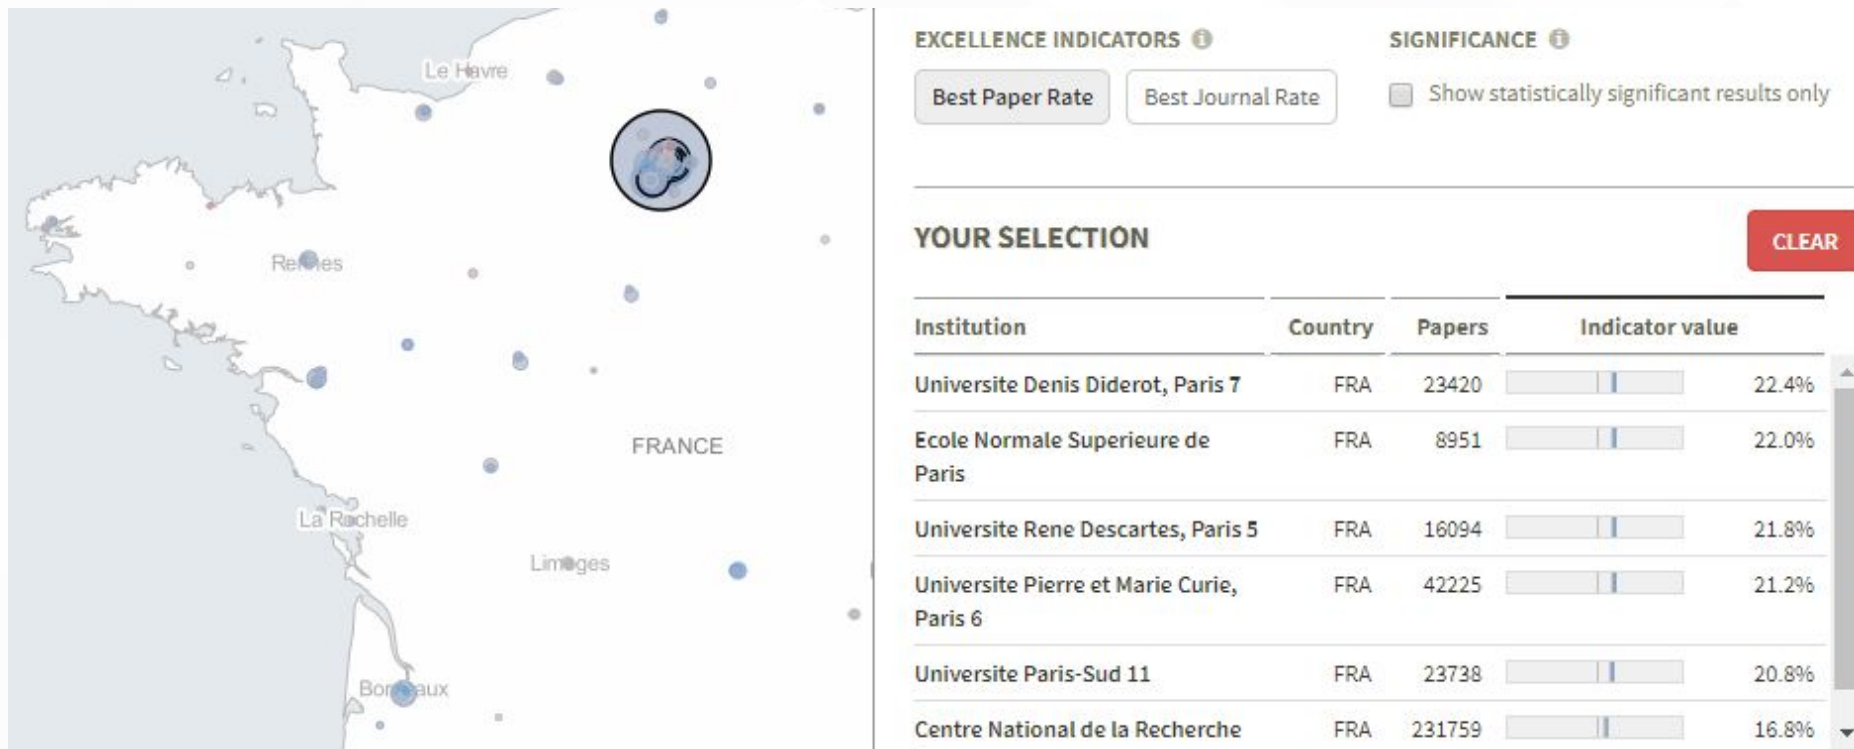 Le Havre
Rennes
FRANCE
La Rochelle
Limoges
Bordeaux
EXCELLENCE INDICATORS
SIGNIFICANCE
Best Paper Rate
Best Journal Rate
Show statistically significant results only
YOUR SELECTION
CLEAR
Institution Country Papers Indicator value
Universite Denis Diderot, Paris 7 FRA 23420 22.4%
Ecole Normale Superieure de FRA 8951 22.0%
Paris
Universite Rene Descartes, Paris 5 FRA 16094 21.8%
Universite Pierre et Marie Curie, FRA 42225 21.2%
Paris 6
Universite Paris-Sud 11 FRA 23738 20.8%
Centre National de la Recherche FRA 231759 16.8%